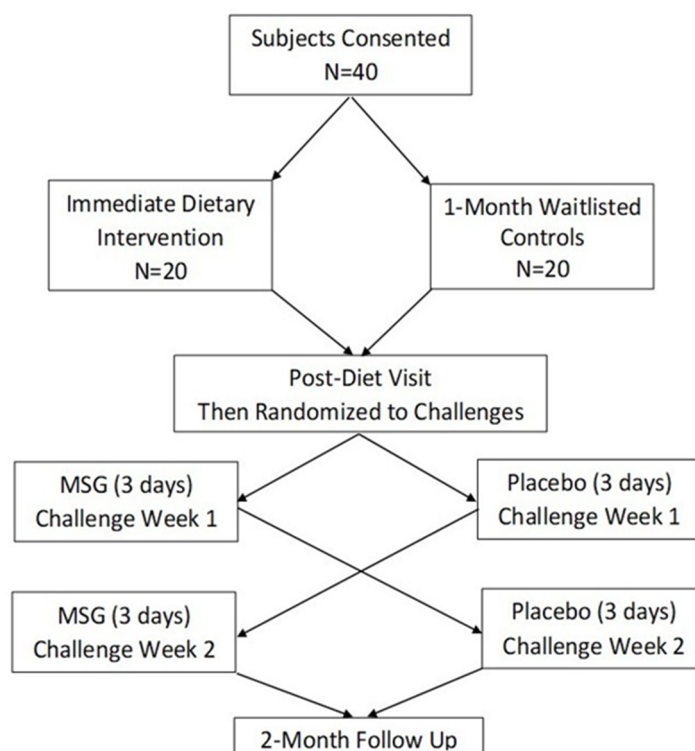 Subjects Consented
N=40
Immediate Dietary
Intervention
N=20
1-Month Waitlisted
Controls
N=20
Post-Diet Visit
Then Randomized to Challenges
MSG (3 days)
Challenge Week 1
Placebo (3 days)
Challenge Week 1
MSG (3 days)
Challenge Week 2
Placebo (3 days)
Challenge Week 2
2-Month Follow Up